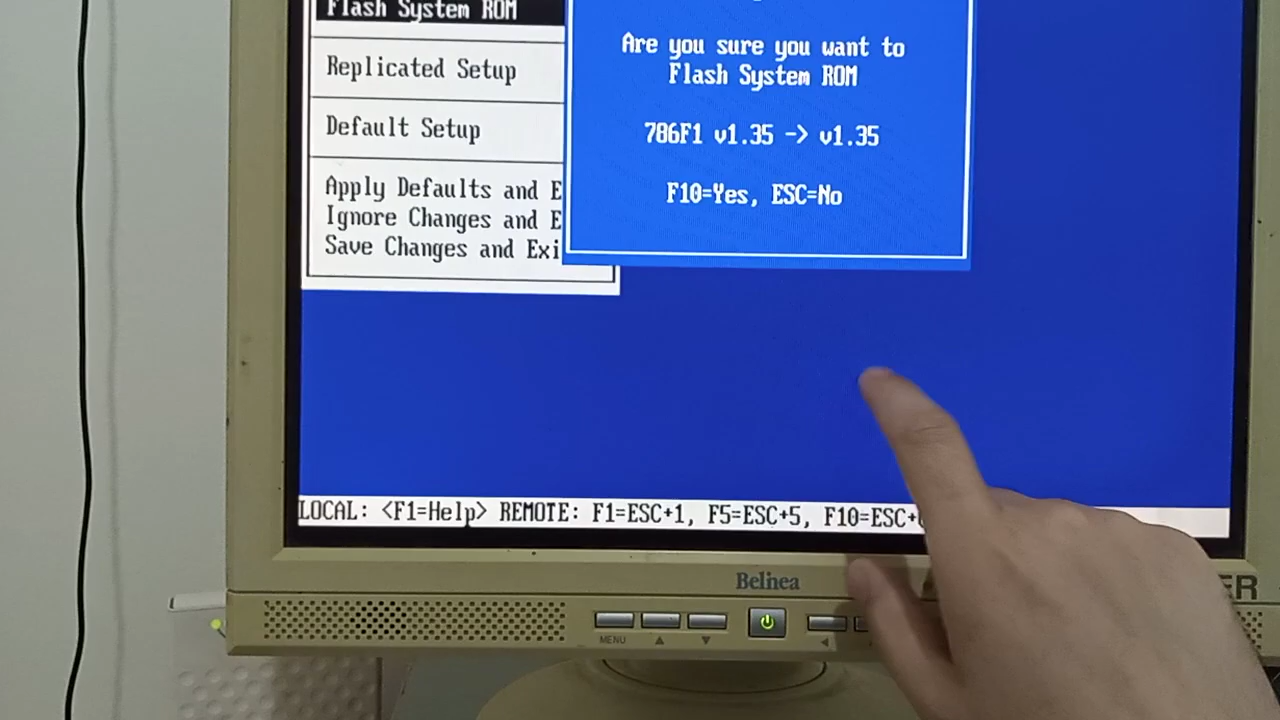 Flash System ROM
Replicated Setup
Default Setup
Apply Defaults and E
Ignore Changes and E
Save Changes and Exi
Are you sure you want to
Flash System ROM
786F1 v1.35 -> v1.35
F10=Yes, ESC=No
LOCAL: <F1=Help> REMOTE: F1=ESC+1, F5=ESC+5, F10=ESC+
Belinea
ER
MENU